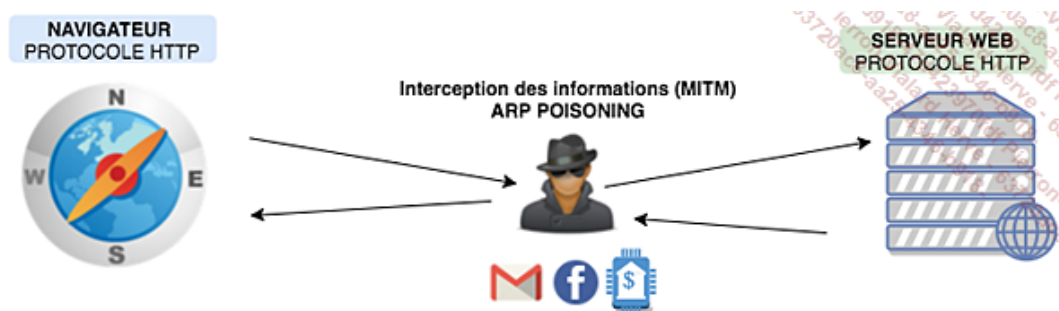 NAVIGATEUR
PROTOCOLE HTTP
SERVEUR WEB
PROTOCOLE HTTP
Interception des informations (MITM)
ARP POISONING
N
W
E
S
$